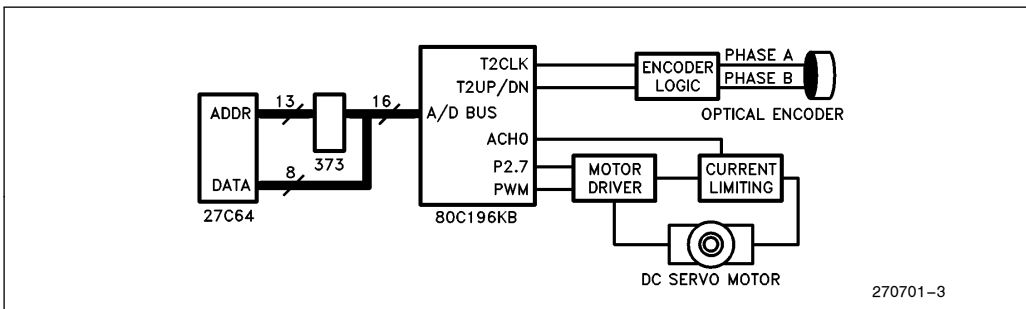 ADDR
13
DATA
8
27C64
373
16
T2CLK
T2UP/DN
A/D BUS
ACH0
P2.7
PWM
80C196KB
ENCODER
LOGIC
PHASE A
PHASE B
OPTICAL ENCODER
MOTOR
DRIVER
CURRENT
LIMITING
DC SERVO MOTOR
270701–3